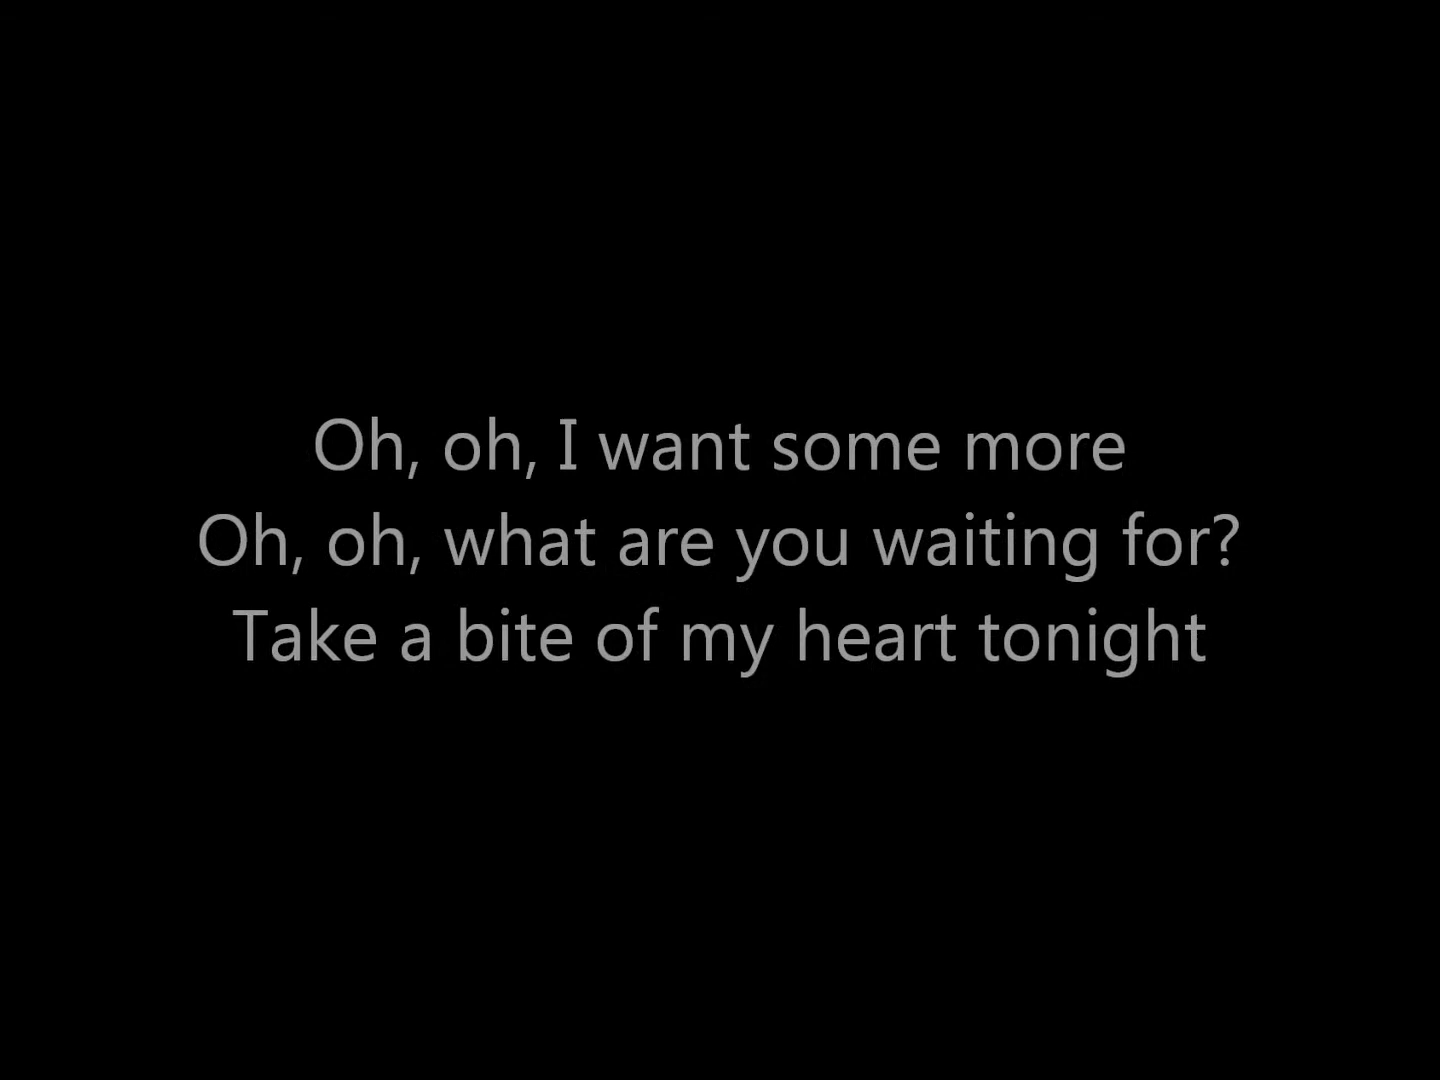 Oh, oh, I want some more
Oh, oh, what are you waiting for?
Take a bite of my heart tonight